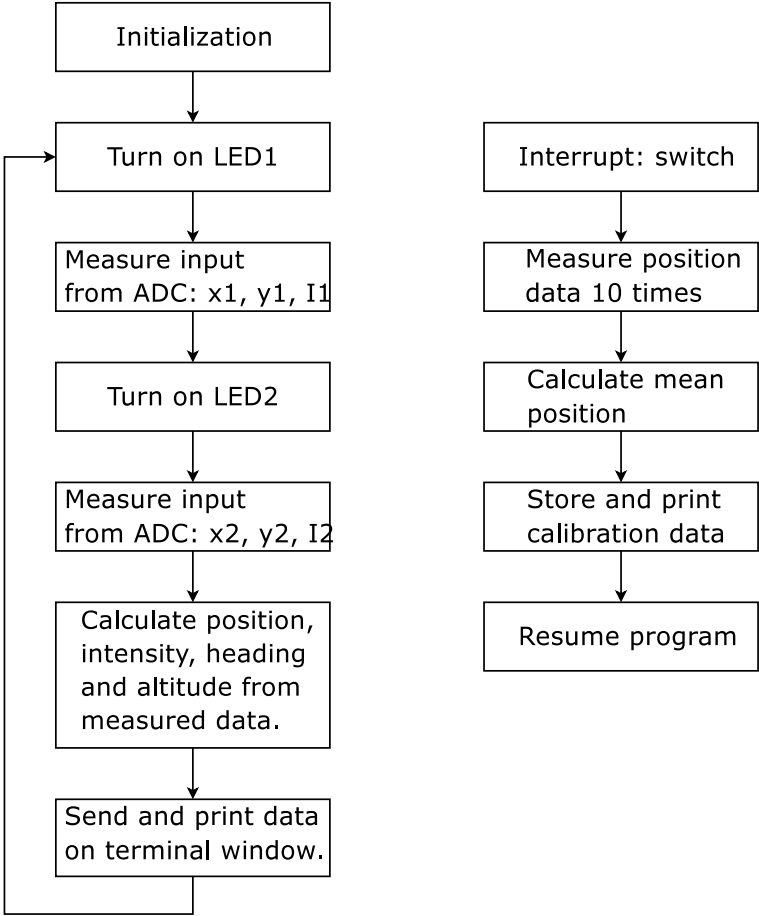 Initialization
Turn on LED1
Measure input
from ADC: x1, y1, I1
Turn on LED2
Measure input
from ADC: x2, y2, I2
Calculate position,
intensity, heading
and altitude from
measured data.
Send and print data
on terminal window.
Interrupt: switch
Measure position
data 10 times
Calculate mean
position
Store and print
calibration data
Resume program